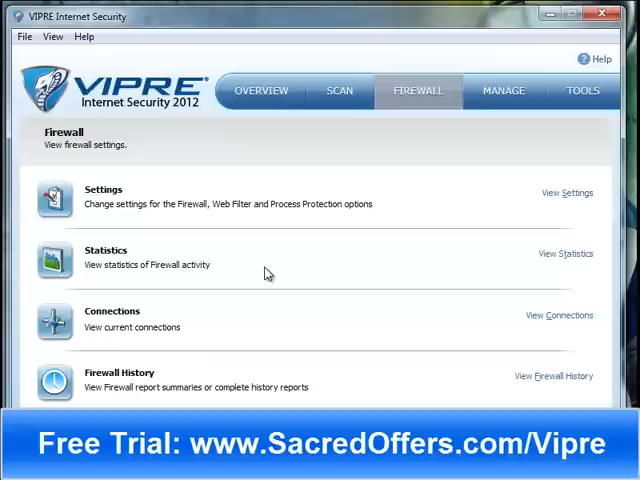 VIPRE Internet Security
File View Help
Help
VIPRE®
Internet Security 2012
OVERVIEW SCAN FIREWALL MANAGE TOOLS
Firewall
View firewall settings.
Settings
Change settings for the Firewall, Web Filter and Process Protection options
View Settings
Statistics
View statistics of Firewall activity
View Statistics
Connections
View current connections
View Connections
Firewall History
View Firewall report summaries or complete history reports
View Firewall History
Free Trial: www.SacredOffers.com/Vipre